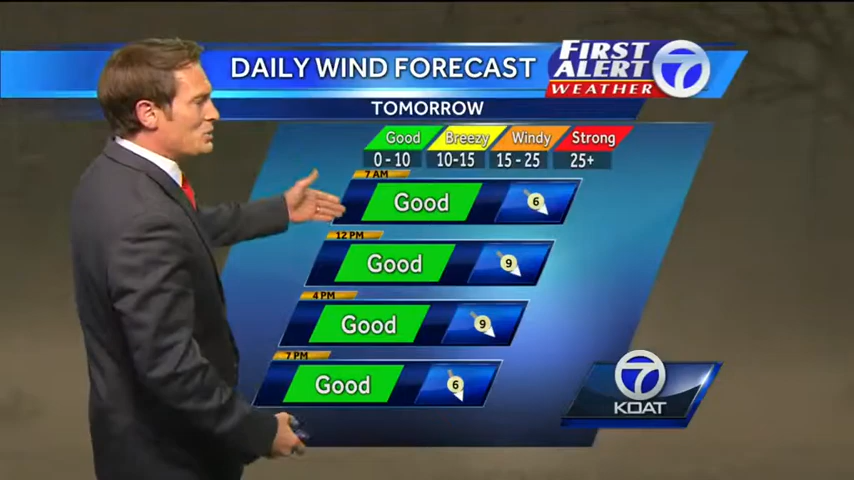 DAILY WIND FORECAST
FIRST
ALERT
WEATHER
7
TOMORROW
Good Breezy Windy Strong
0 - 10 10-15 15 - 25 25+
7 AM
Good 6
12 PM
Good 9
4 PM
Good 9
7 PM
Good 6
7
KOAT